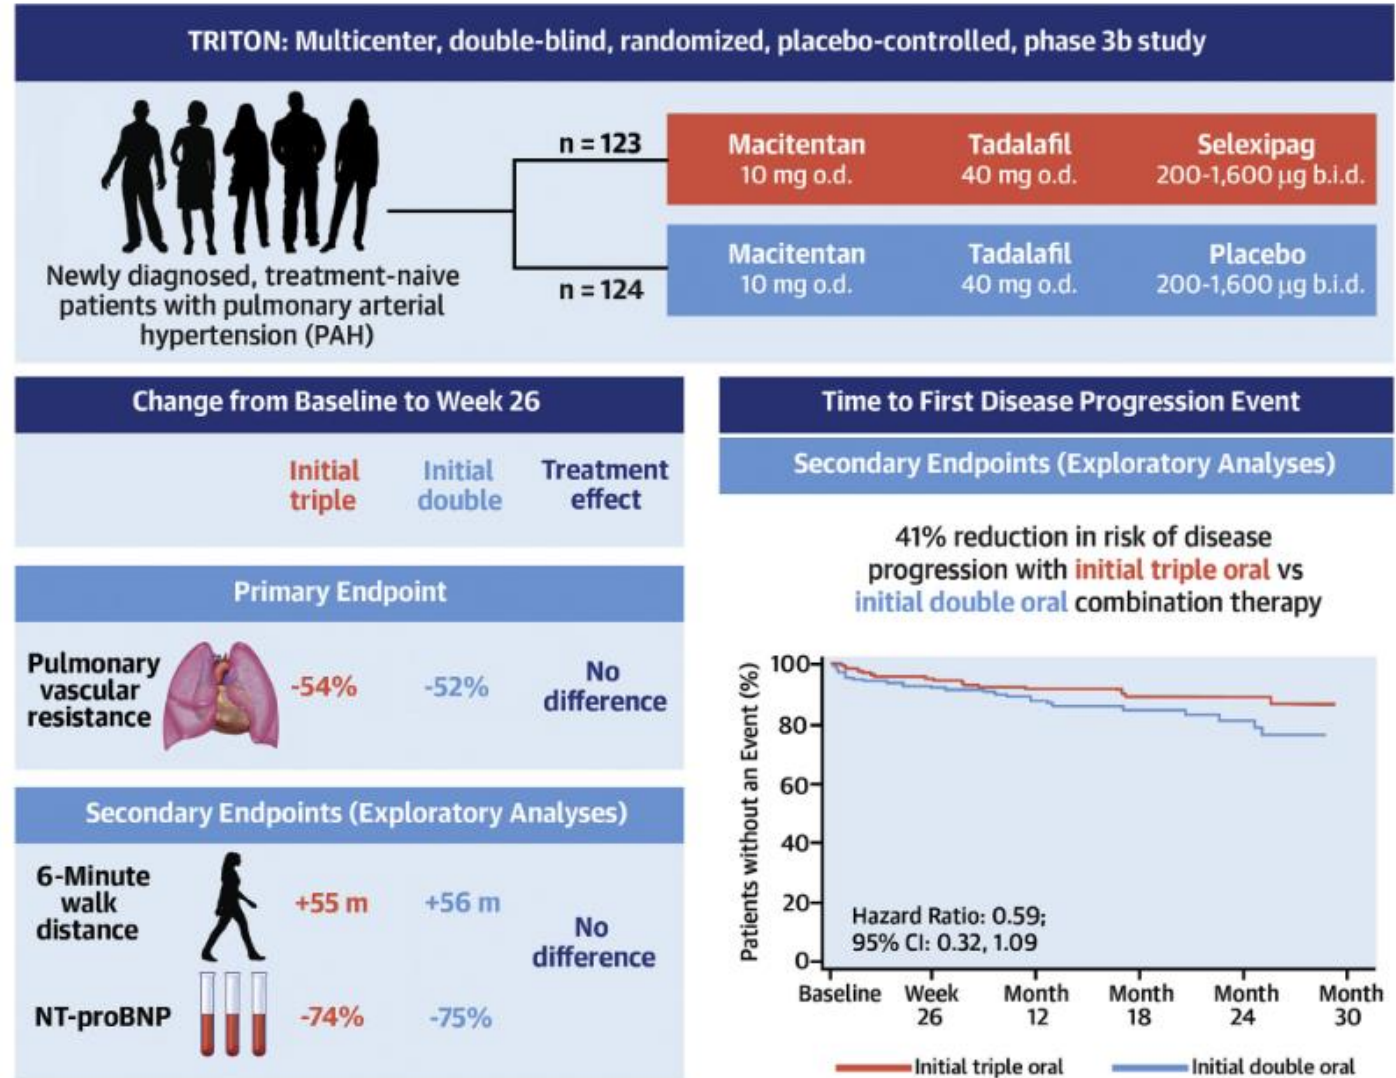 TRITON: Multicenter, double-blind, randomized, placebo-controlled, phase 3b study
n = 123
Macitentan
10 mg o.d.
Tadalafil
40 mg o.d.
Selexipag
200-1,600 µg b.i.d.
Newly diagnosed, treatment-naive
patients with pulmonary arterial
hypertension (PAH)
n = 124
Macitentan
10 mg o.d.
Tadalafil
40 mg o.d.
Placebo
200-1,600 µg b.i.d.
Change from Baseline to Week 26
Initial
triple
Initial
double
Treatment
effect
Primary Endpoint
Pulmonary
vascular
resistance
-54%
-52%
No
difference
Secondary Endpoints (Exploratory Analyses)
6-Minute
walk
distance
+55 m
+56 m
No
difference
NT-proBNP
-74%
-75%
Time to First Disease Progression Event
Secondary Endpoints (Exploratory Analyses)
41% reduction in risk of disease
progression with initial triple oral vs
initial double oral combination therapy
Patients without an Event (%)
100
80
60
40
20
0
Hazard Ratio: 0.59;
95% CI: 0.32, 1.09
Baseline
Week
26
Month
12
Month
18
Month
24
Month
30
Initial triple oral
Initial double oral